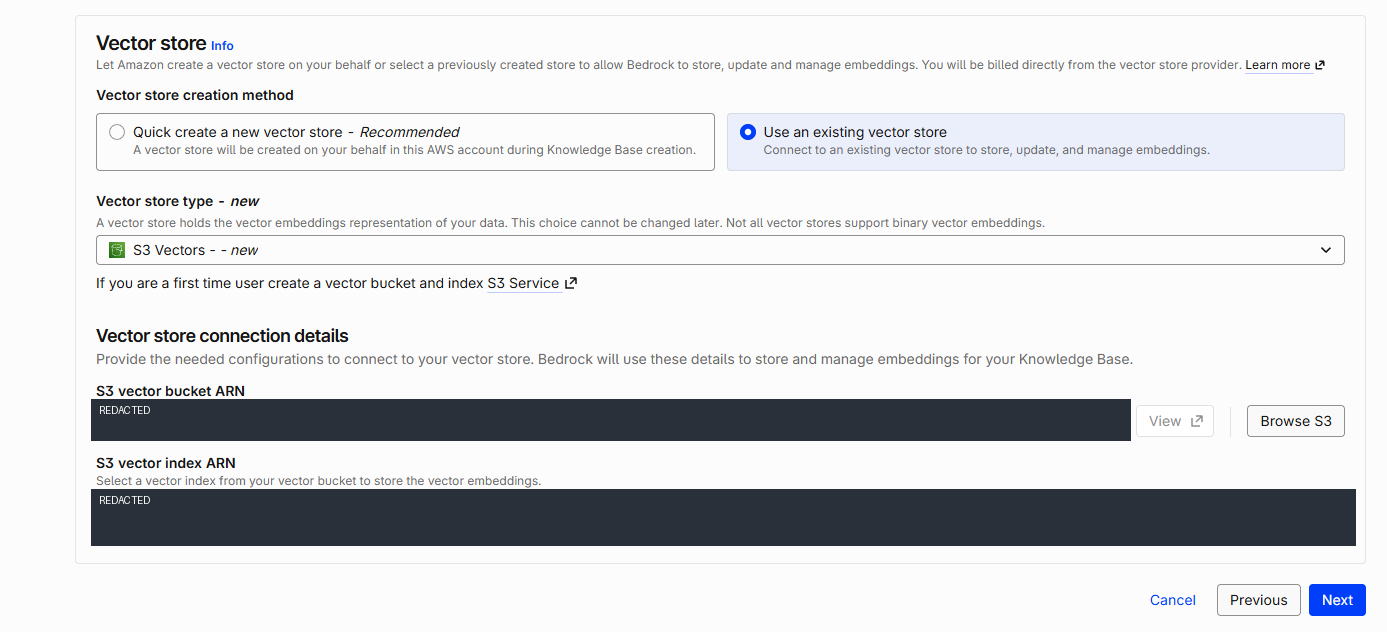 Vector store Info
Let Amazon create a vector store on your behalf or select a previously created store to allow Bedrock to store, update and manage embeddings. You will be billed directly from the vector store provider. Learn more
Vector store creation method
Quick create a new vector store - Recommended
A vector store will be created on your behalf in this AWS account during Knowledge Base creation.
Use an existing vector store
Connect to an existing vector store to store, update, and manage embeddings.
Vector store type - new
A vector store holds the vector embeddings representation of your data. This choice cannot be changed later. Not all vector stores support binary vector embeddings.
S3 Vectors - - new
If you are a first time user create a vector bucket and index S3 Service
Vector store connection details
Provide the needed configurations to connect to your vector store. Bedrock will use these details to store and manage embeddings for your Knowledge Base.
S3 vector bucket ARN
REDACTED
View
Browse S3
S3 vector index ARN
Select a vector index from your vector bucket to store the vector embeddings.
REDACTED
Cancel
Previous
Next